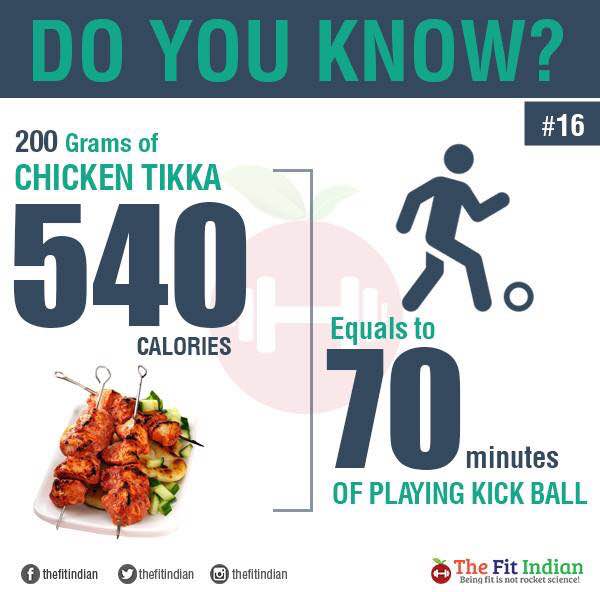 DO YOU KNOW?
#16
200 Grams of
CHICKEN TIKKA
540
CALORIES
Equals to
70
minutes
OF PLAYING KICK BALL
thefitindian
thefitindian
thefitindian
The Fit Indian
Being fit is not rocket science!